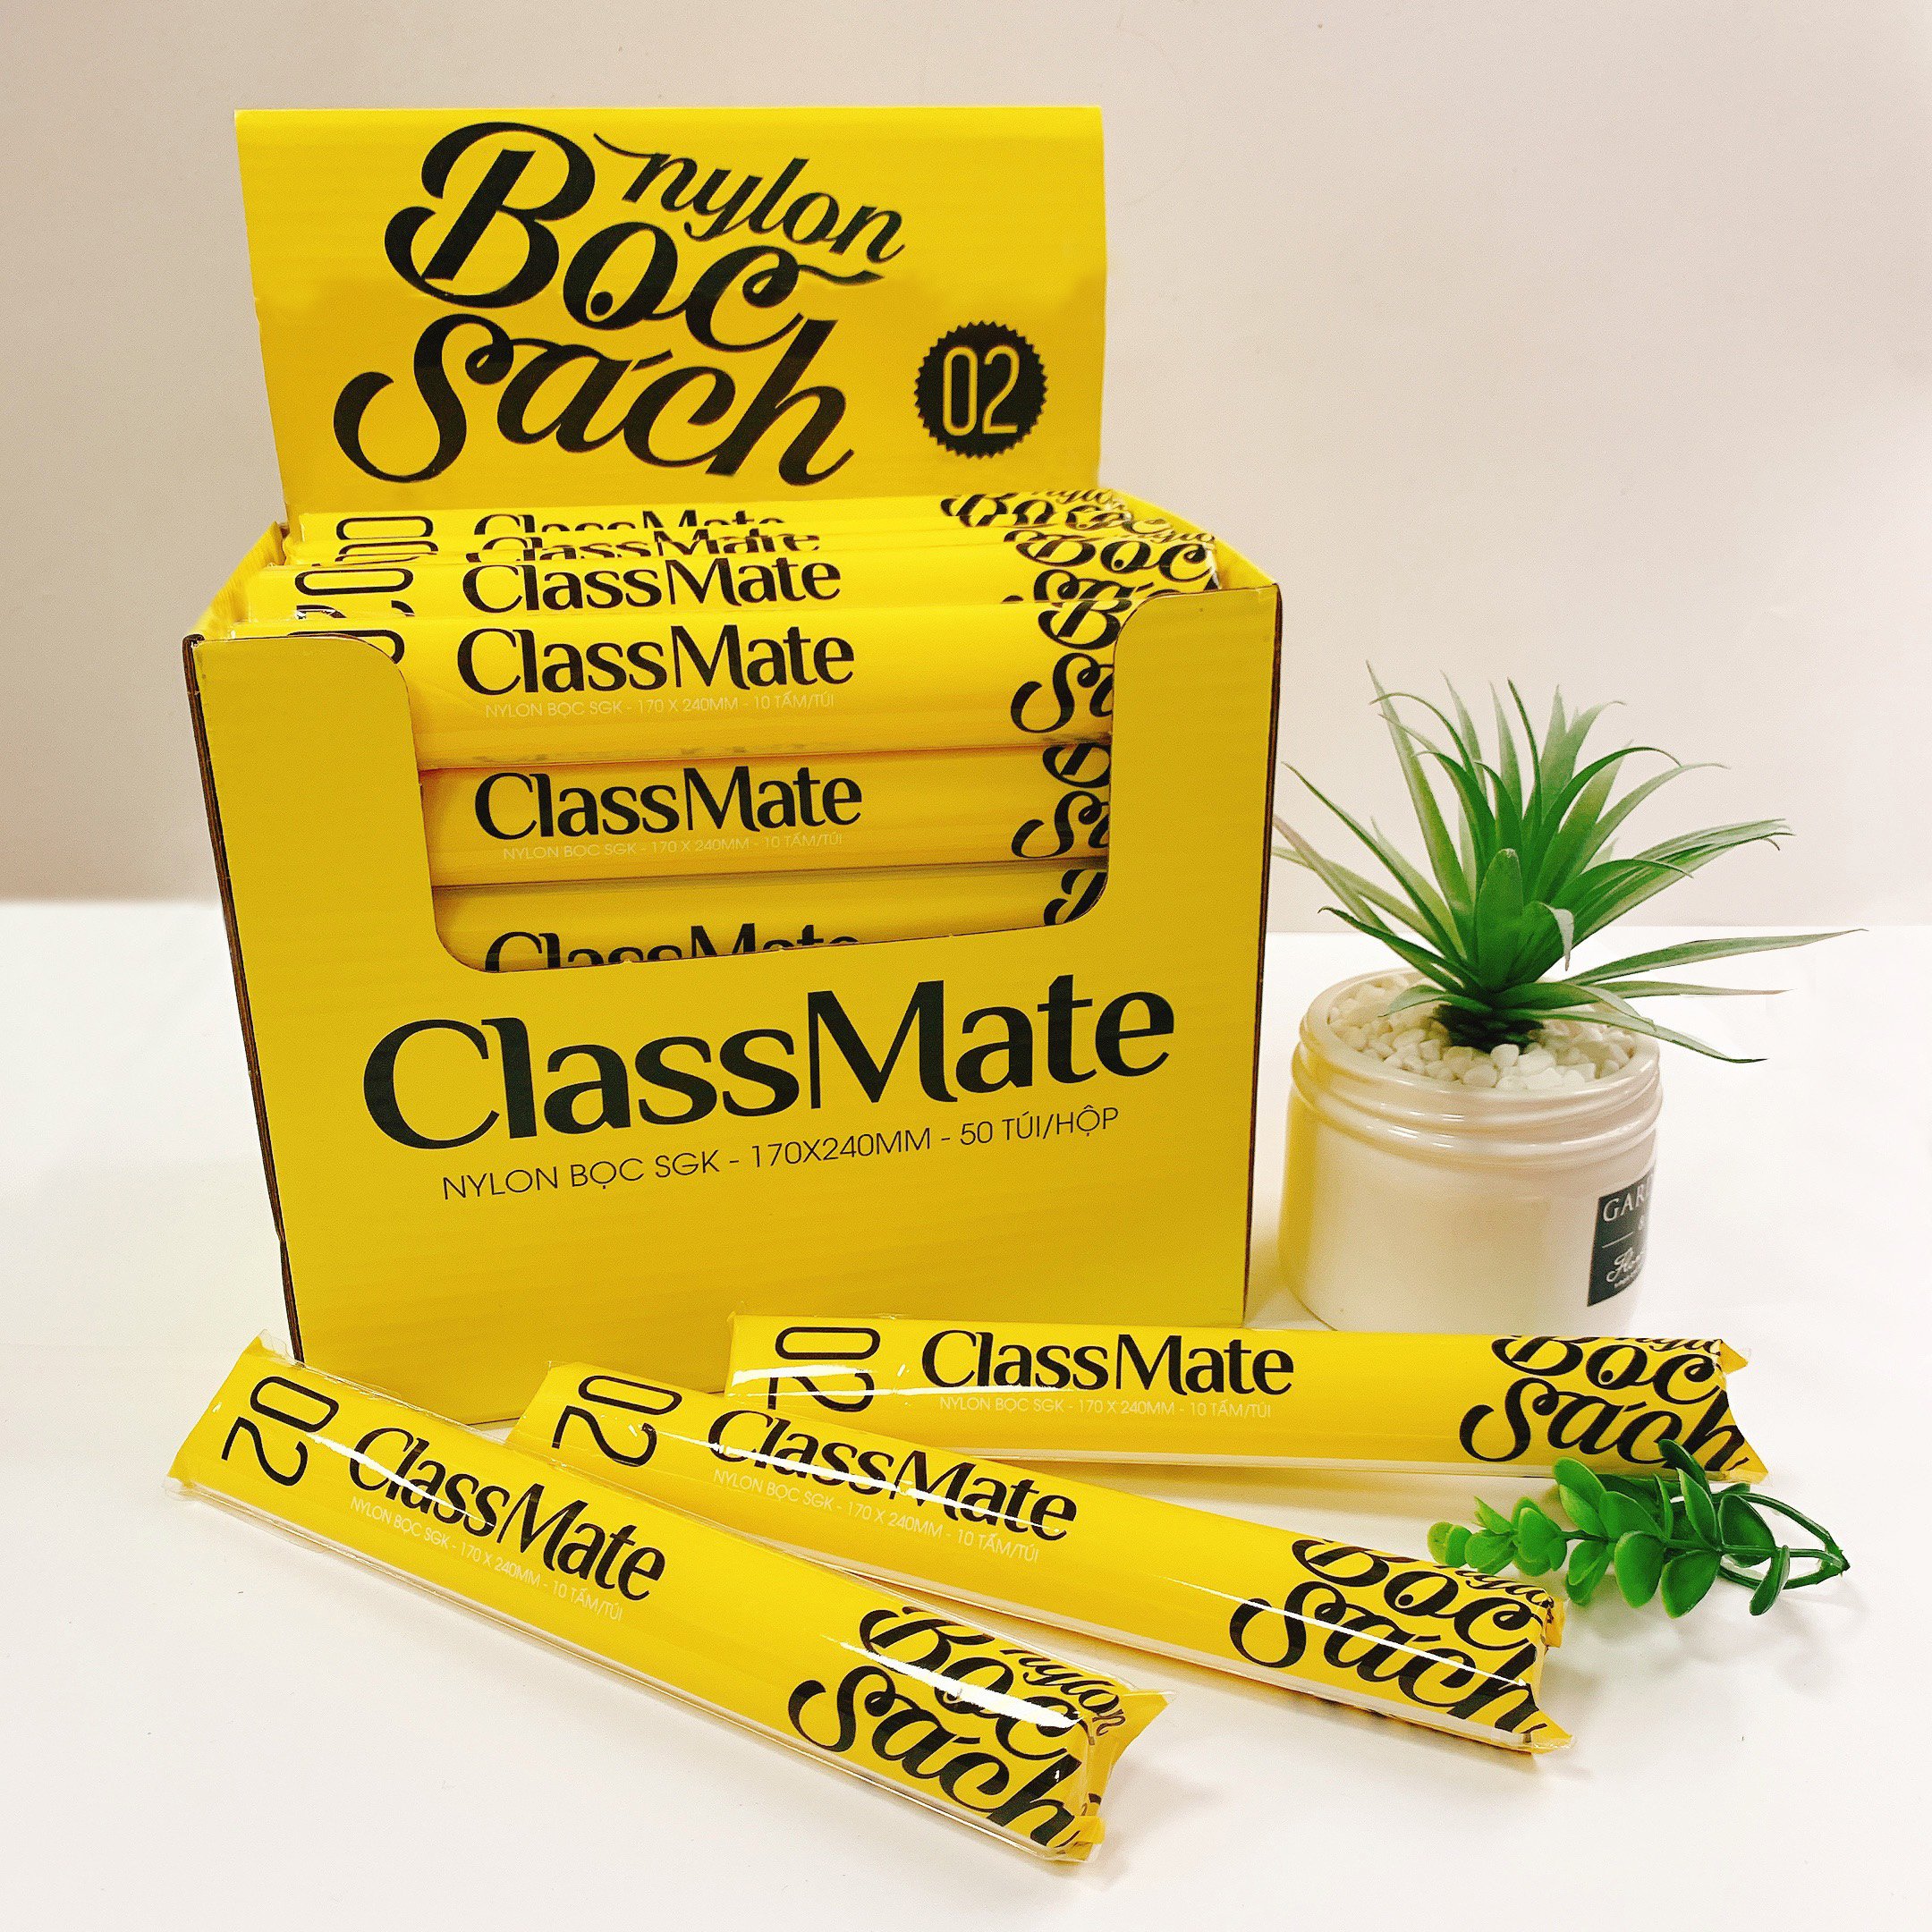 nylon
Bọc
Sách
02
ClassMate
ClassMate
ClassMate
Bọc
ClassMate
NYLON BỌC SGK - 170 X 240MM - 10 TẤM/TÚI
ClassMate
NYLON BỌC SGK - 170 X 240MM - 10 TẤM/TÚI
ClassMate
ClassMate
NYLON BỌC SGK - 170X240MM - 50 TÚI/HỘP
&
02
ClassMate
NYLON BỌC SGK - 170 X 240MM - 10 TẤM/TÚI
Bọc
Sách
02
ClassMate
NYLON BỌC SGK - 170 X 240MM - 10 TẤM/TÚI
Bọc
Sách
02
ClassMate
NYLON BỌC SGK - 170 X 240MM - 10 TẤM/TÚI
nylon
Bọc
Sách